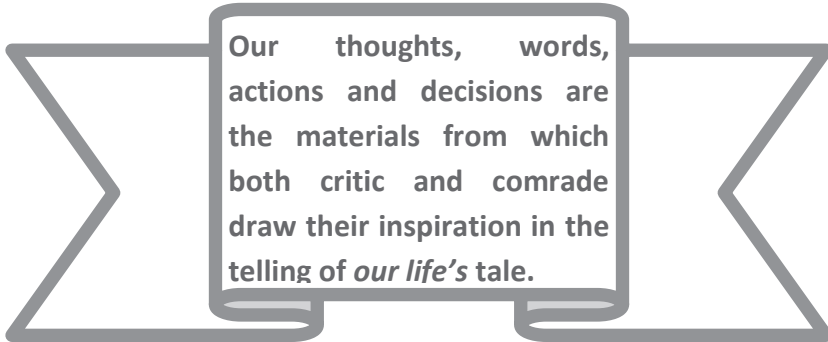 Our thoughts, words,
actions and decisions are
the materials from which
both critic and comrade
draw their inspiration in the
telling of our life's tale.